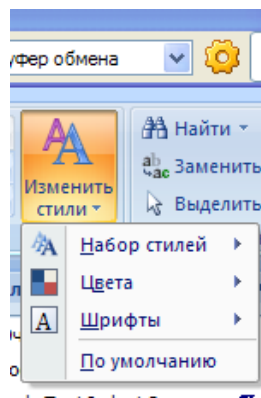 уфер обмена
Изменить стили
Найти
Заменить
Выделить
Набор стилей
Цвета
Шрифты
По умолчанию